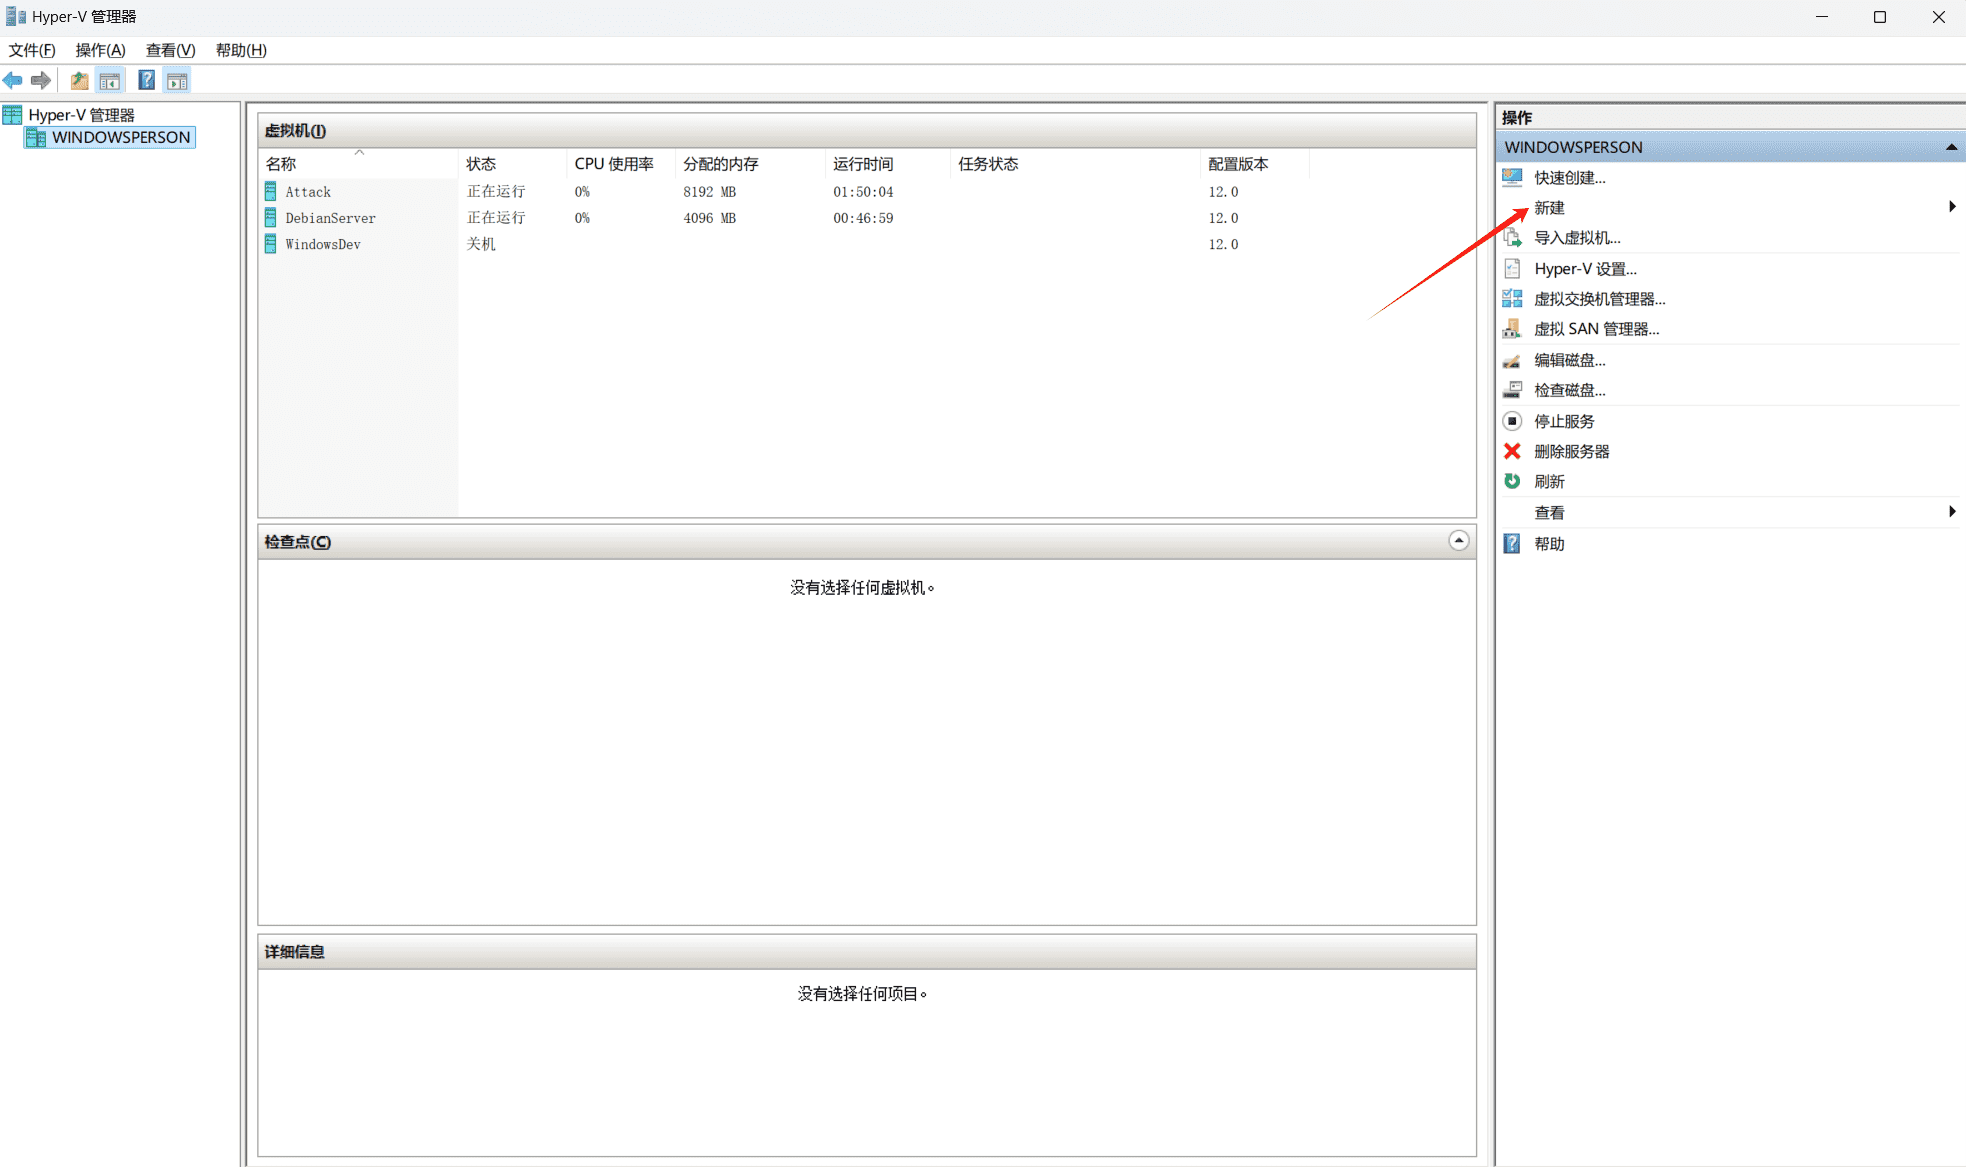 Hyper-V 管理器
文件(F) 操作(A) 查看(V) 帮助(H)
Hyper-V 管理器
WINDOWSPERSON
虚拟机(I)
名称 状态 CPU 使用率 分配的内存 运行时间 任务状态 配置版本
Attack 正在运行 0% 8192 MB 01:50:04 12.0
DebianServer 正在运行 0% 4096 MB 00:46:59 12.0
WindowsDev 关机 12.0
检查点(C)
没有选择任何虚拟机。
详细信息
没有选择任何项目。
操作
WINDOWSPERSON
快速创建...
新建
导入虚拟机...
Hyper-V 设置...
虚拟交换机管理器...
虚拟 SAN 管理器...
编辑磁盘...
检查磁盘...
停止服务
删除服务器
刷新
查看
帮助